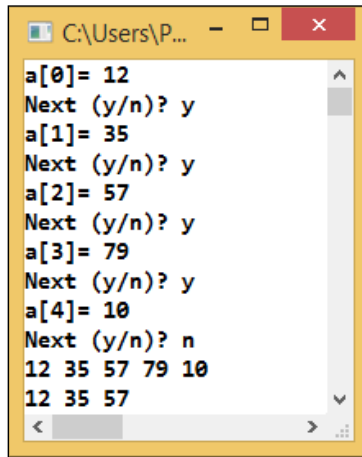 C:\Users\P...
a[0]= 12
Next (y/n)? y
a[1]= 35
Next (y/n)? y
a[2]= 57
Next (y/n)? y
a[3]= 79
Next (y/n)? y
a[4]= 10
Next (y/n)? n
12 35 57 79 10
12 35 57